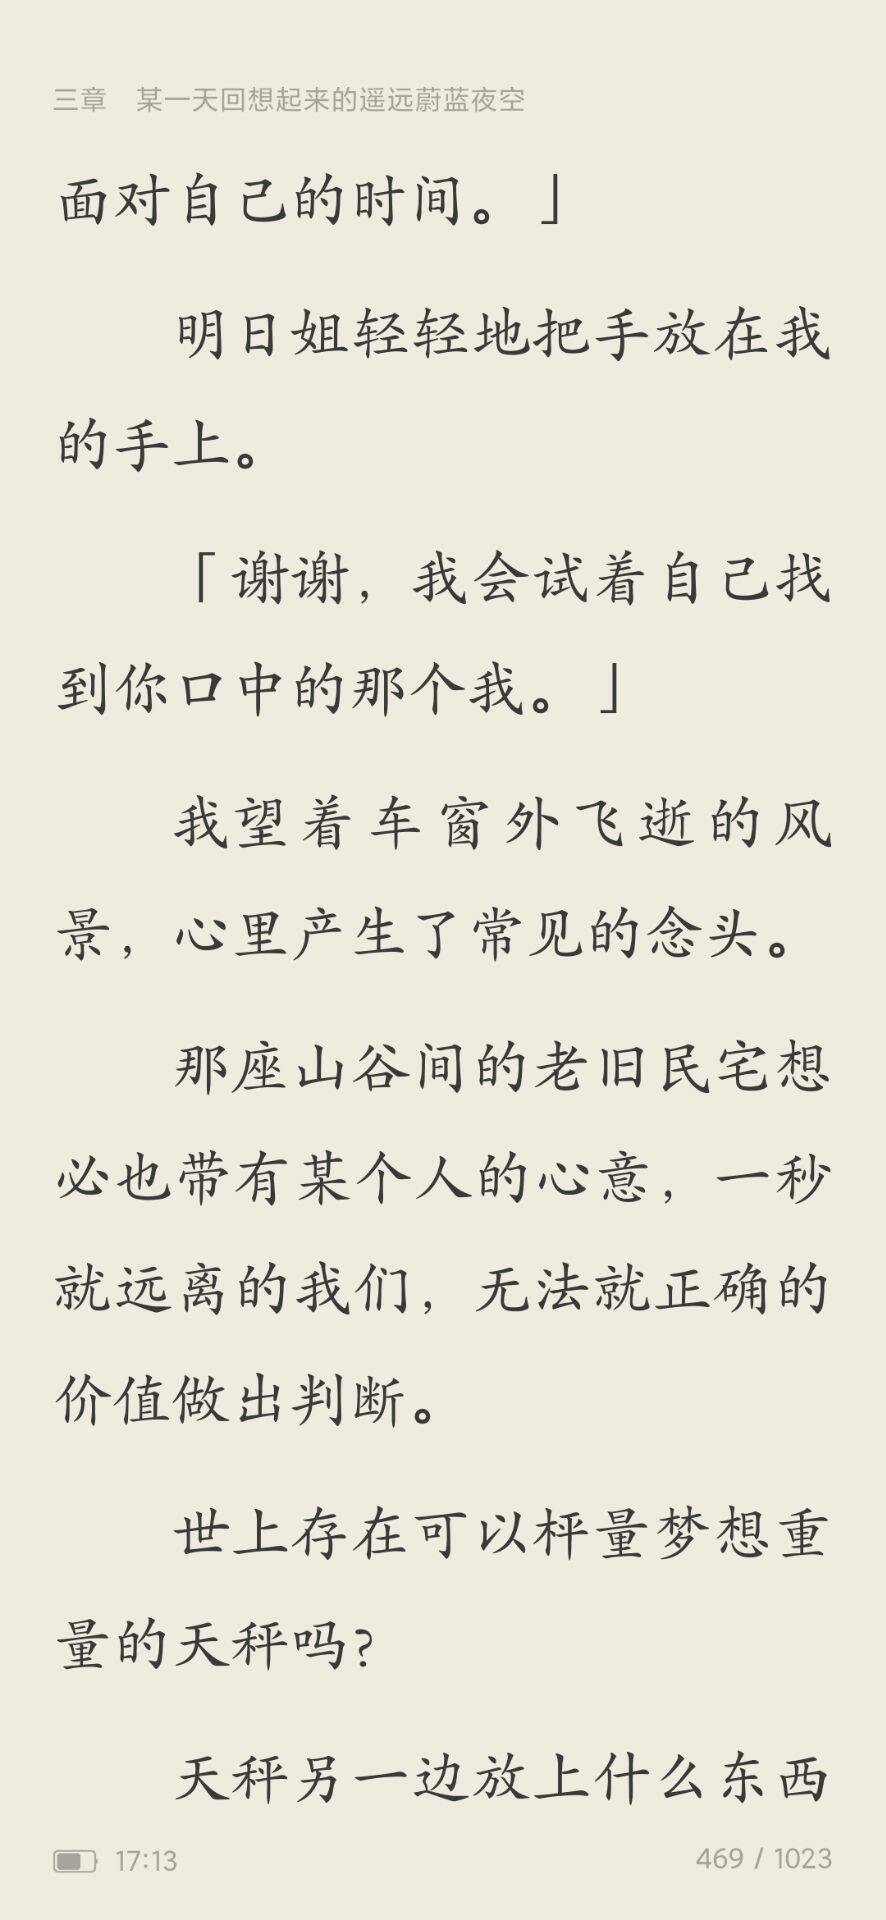 三章　某一天回想起来的遥远蔚蓝夜空
面对自己的时间。」
明日姐轻轻地把手放在我
的手上。
「谢谢，我会试着自己找
到你口中的那个我。」
我望着车窗外飞逝的风
景，心里产生了常见的念头。
那座山谷间的老旧民宅想
必也带有某个人的心意，一秒
就远离的我们，无法就正确的
价值做出判断。
世上存在可以枰量梦想重
量的天秤吗?
天秤另一边放上什么东西
17:13
469 / 1023